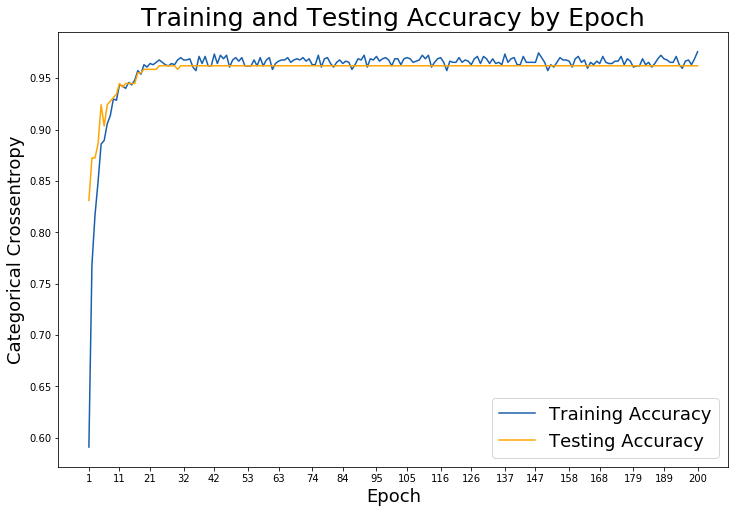 Training and Testing Accuracy by Epoch
Categorical Crossentropy
0.95
0.90
0.85
0.80
0.75
0.70
0.65
0.60
Training Accuracy
Testing Accuracy
1 11 21 32 42 53 63 74 84 95 105 116 126 137 147 158 168 179 189 200
Epoch